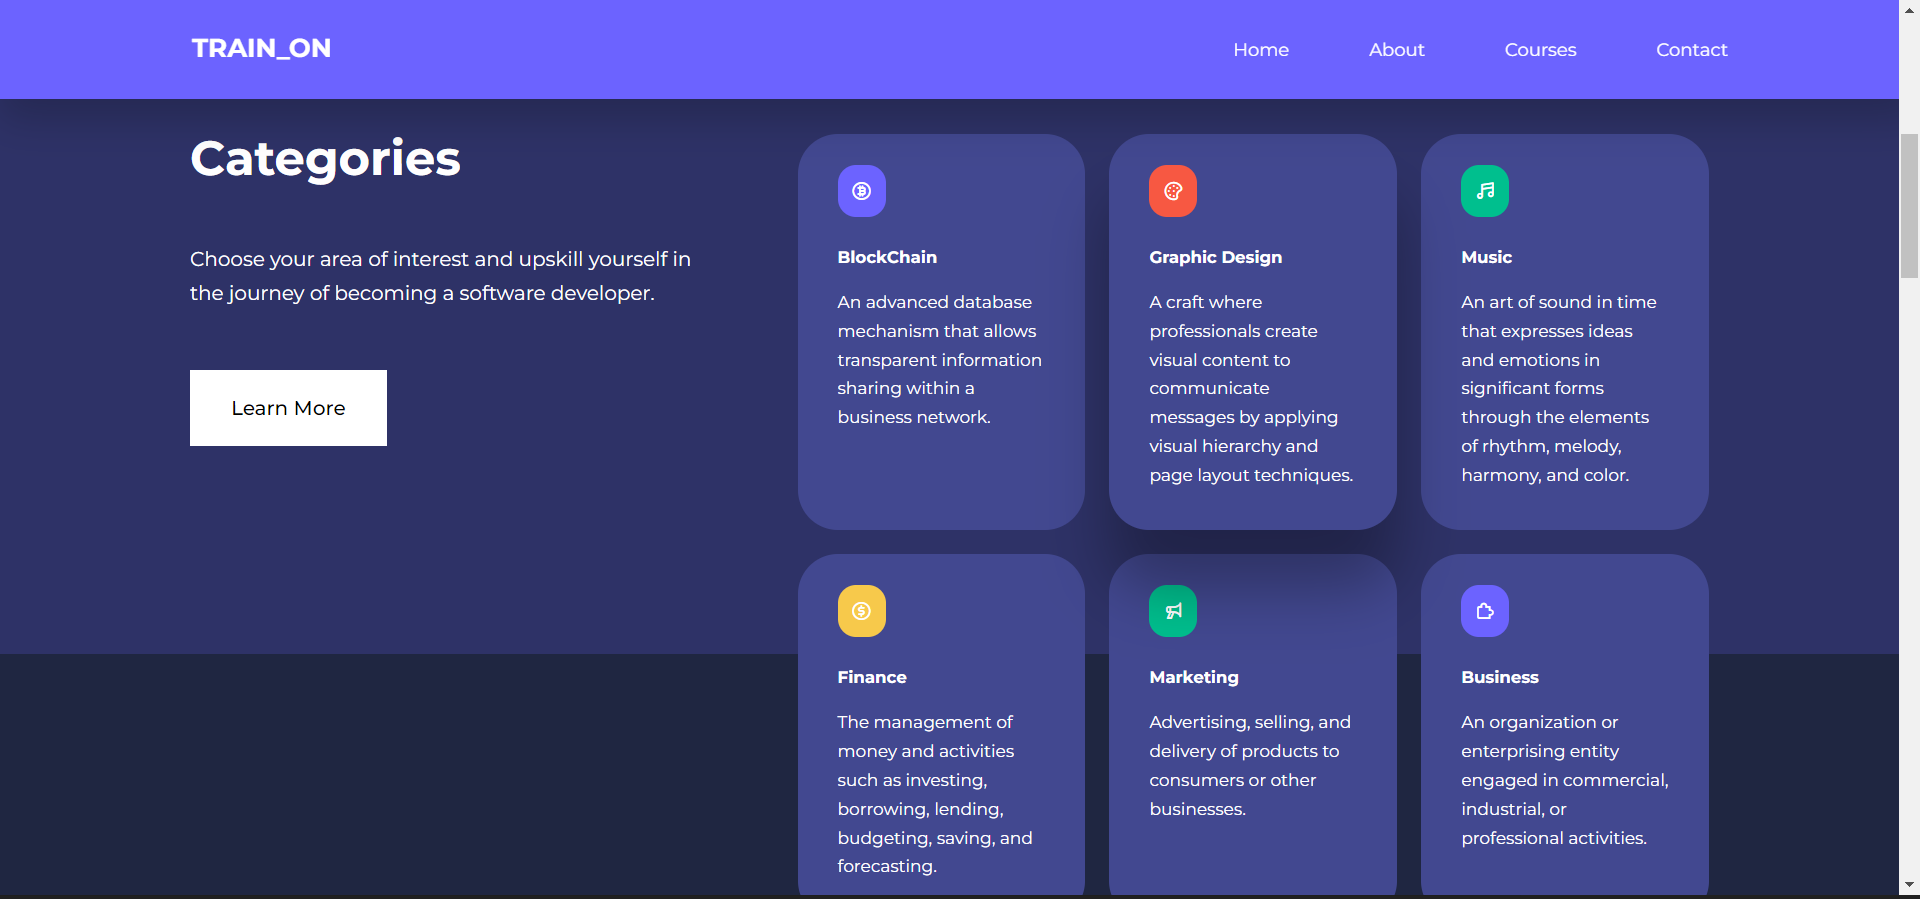 TRAIN_ON
Home
About
Courses
Contact
Categories
Choose your area of interest and upskill yourself in
the journey of becoming a software developer.
Learn More
BlockChain
An advanced database
mechanism that allows
transparent information
sharing within a
business network.
Graphic Design
A craft where
professionals create
visual content to
communicate
messages by applying
visual hierarchy and
page layout techniques.
Music
An art of sound in time
that expresses ideas
and emotions in
significant forms
through the elements
of rhythm, melody,
harmony, and color.
Finance
The management of
money and activities
such as investing,
borrowing, lending,
budgeting, saving, and
forecasting.
Marketing
Advertising, selling, and
delivery of products to
consumers or other
businesses.
Business
An organization or
enterprising entity
engaged in commercial,
industrial, or
professional activities.